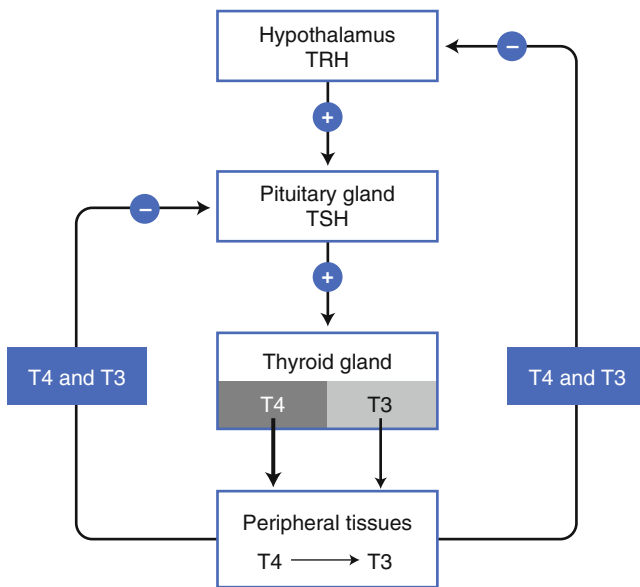 Hypothalamus
TRH
−
+
Pituitary gland
TSH
−
+
Thyroid gland
T4 and T3
T4 and T3
T4
T3
Peripheral tissues
T4 T3